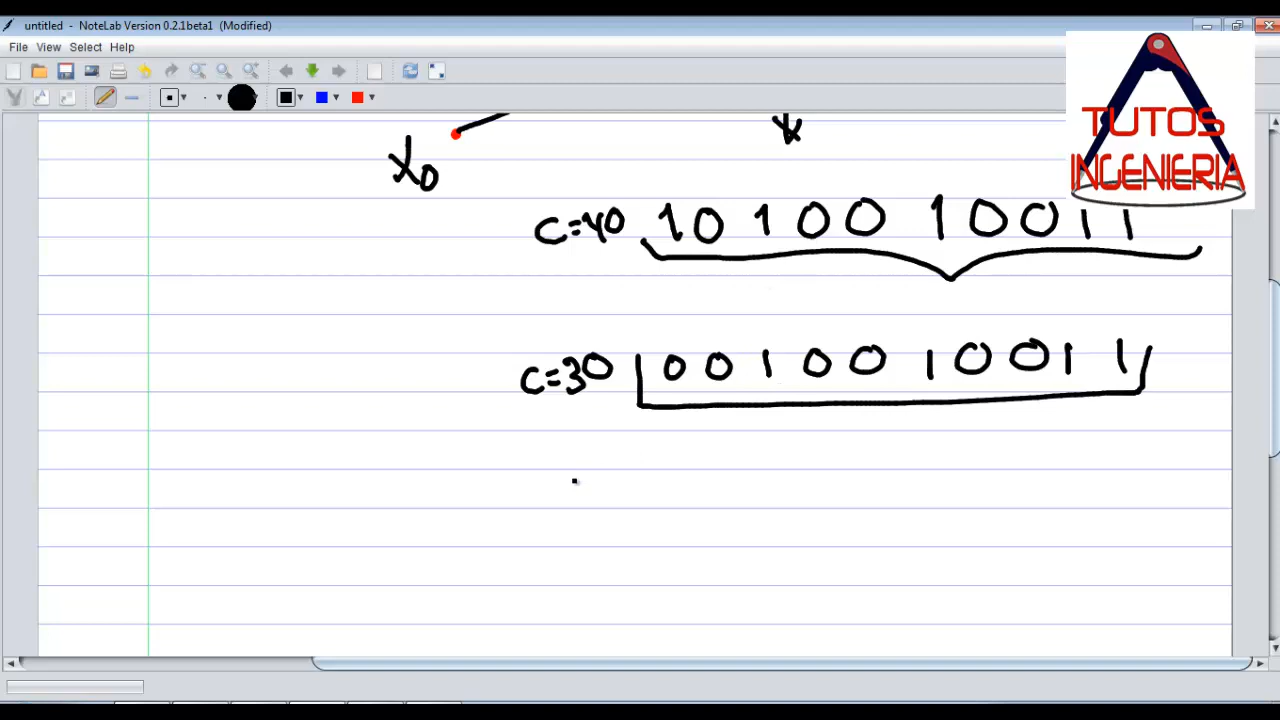 untitled - NoteLab Version 0.2.1beta1 (Modified)
File View Select Help
TUTOS
INGENIERIA
X0
C=40 10100 10011
C=30 00100 10011